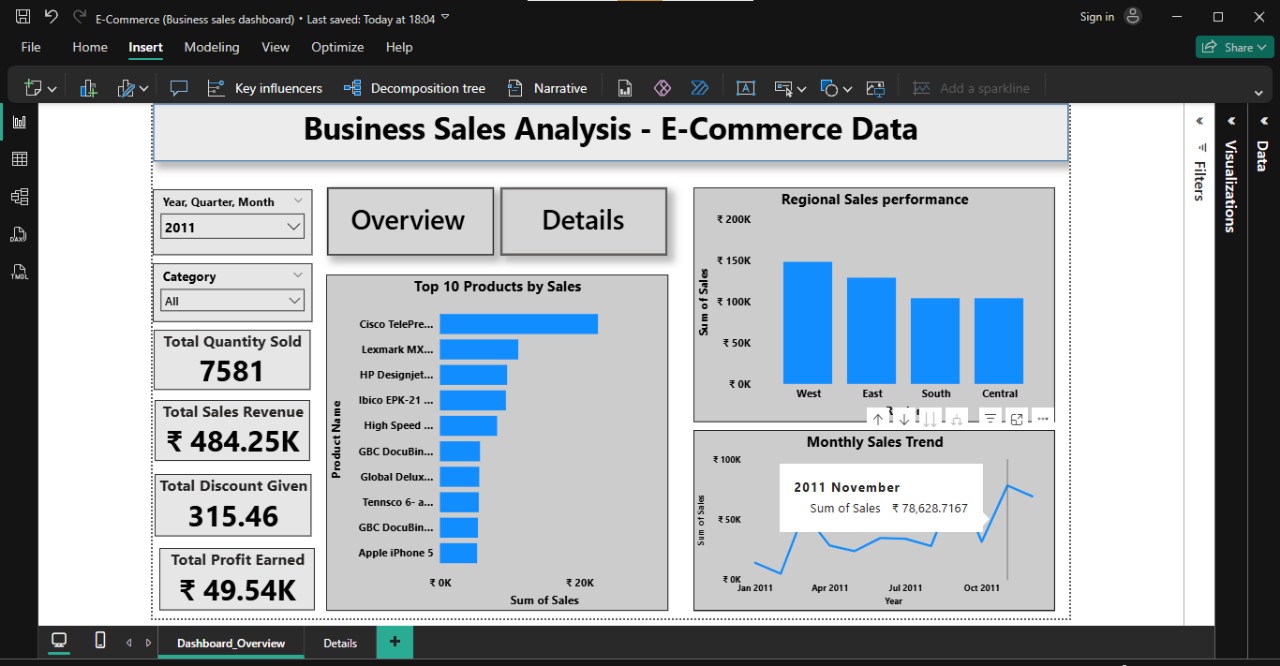 E-Commerce (Business sales dashboard) • Last saved: Today at 18:04
Sign in
File Home Insert Modeling View Optimize Help
Share
Key influencers Decomposition tree Narrative Add a sparkline
Business Sales Analysis - E-Commerce Data
Year, Quarter, Month
2011
Category
All
Total Quantity Sold
7581
Total Sales Revenue
₹ 484.25K
Total Discount Given
315.46
Total Profit Earned
₹ 49.54K
Overview
Details
Top 10 Products by Sales
Product Name
Cisco TelePre...
Lexmark MX...
HP Designjet...
Ibico EPK-21 ...
High Speed ...
GBC DocuBin...
Global Delux...
Tennsco 6- a...
GBC DocuBin...
Apple iPhone 5
₹ 0K ₹ 20K
Sum of Sales
Regional Sales performance
Sum of Sales
₹ 200K
₹ 150K
₹ 100K
₹ 50K
₹ 0K
West East South Central
Monthly Sales Trend
Sum of Sales
₹ 100K
₹ 50K
₹ 0K
2011 November
Sum of Sales ₹ 78,628.7167
Jan 2011 Apr 2011 Jul 2011 Oct 2011
Year
Filters
Visualizations
Data
DAX
TMDL
Dashboard_Overview Details